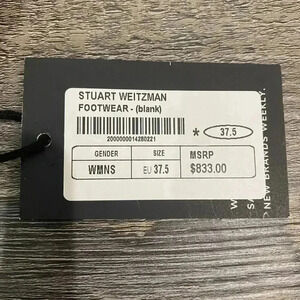 STUART WEITZMAN
FOOTWEAR - (blank)
2000000014280221
* 37.5
GENDER SIZE MSRP
WMNS EU 37.5 $833.00
NEW BRANDS WEEKLY.